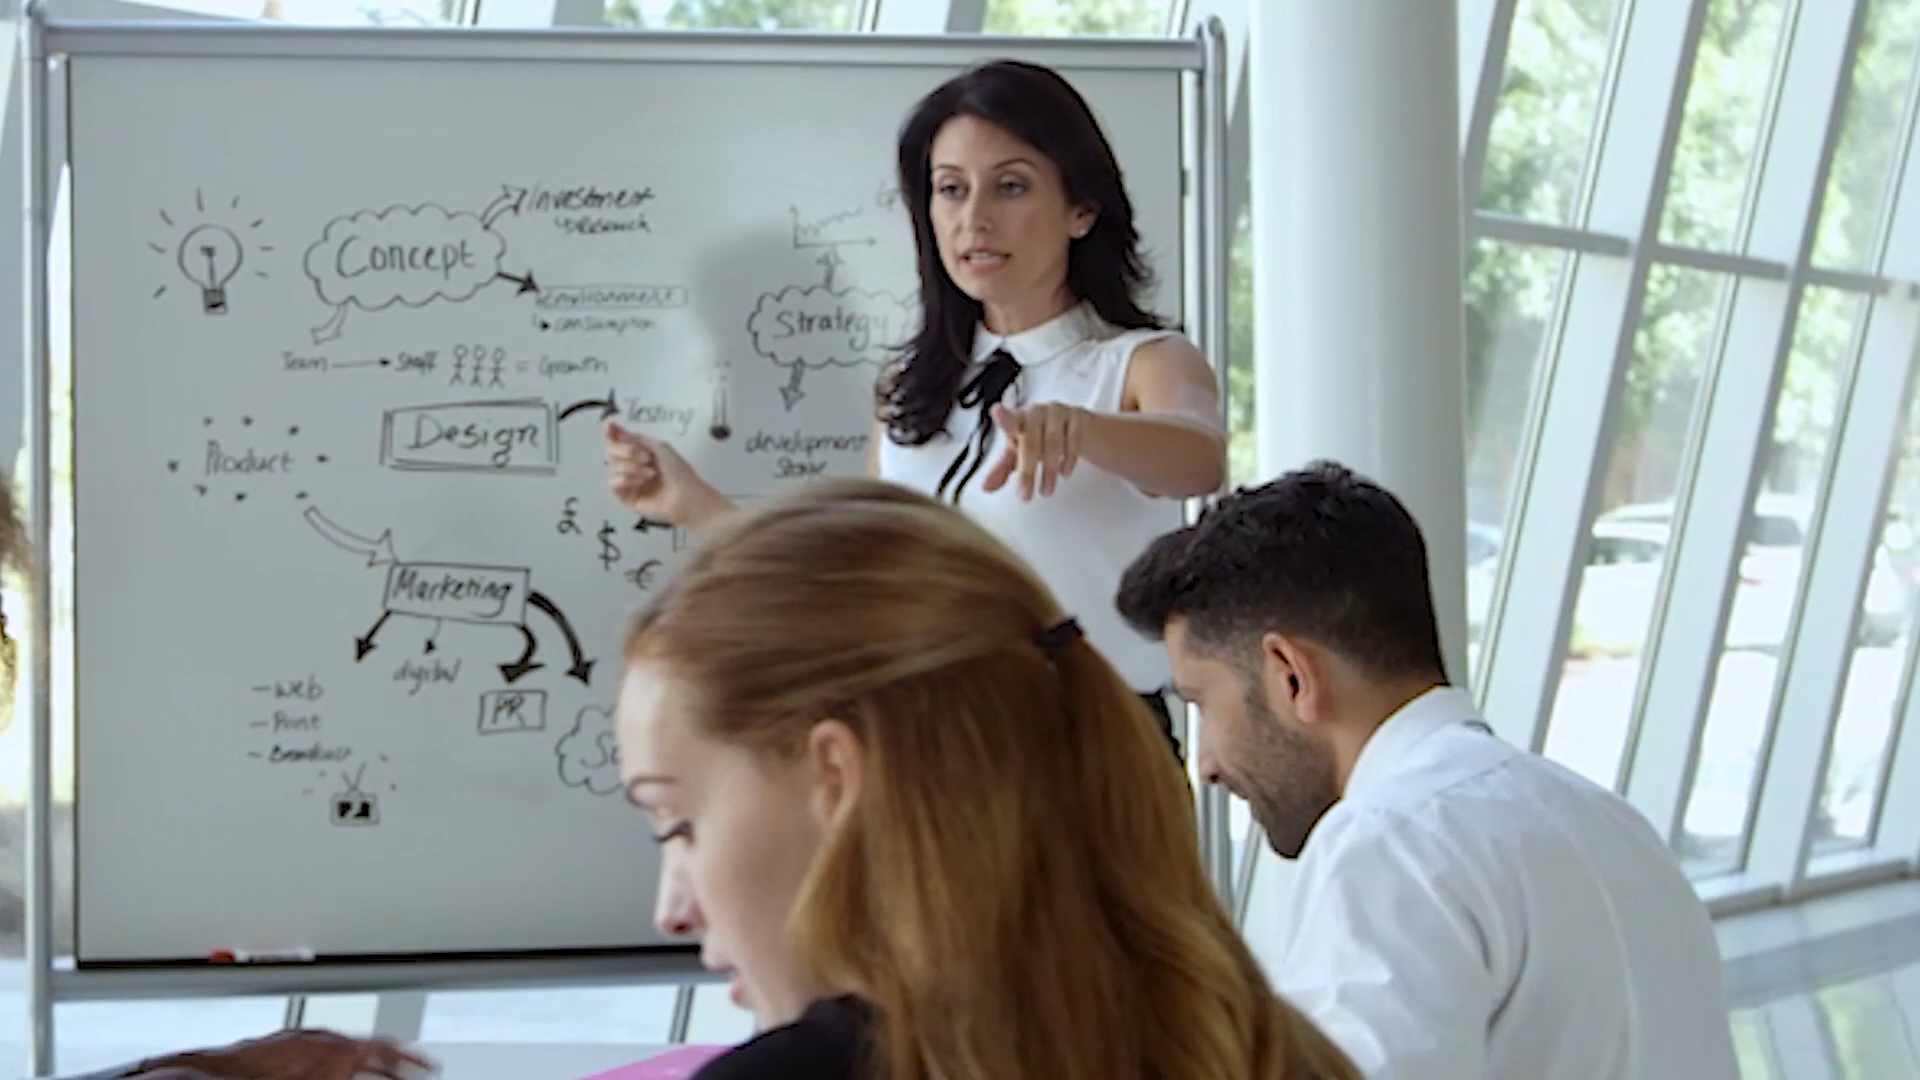 Investment
Research
Concept
Environment
consumption
Strategy
Team
Staff
= Growth
Design
Testing
development
Stage
Product
£
$
€
Marketing
digital
- Web
- Print
- Broadcast
PR